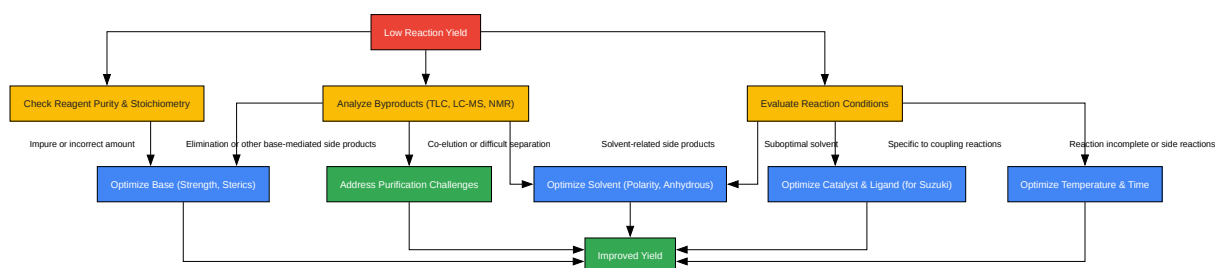 Low Reaction Yield
Check Reagent Purity & Stoichiometry
Analyze Byproducts (TLC, LC-MS, NMR)
Evaluate Reaction Conditions
Impure or incorrect amount
Elimination or other base-mediated side products
Co-elution or difficult separation
Solvent-related side products
Suboptimal solvent
Specific to coupling reactions
Reaction incomplete or side reactions
Optimize Base (Strength, Sterics)
Address Purification Challenges
Optimize Solvent (Polarity, Anhydrous)
Optimize Catalyst & Ligand (for Suzuki)
Optimize Temperature & Time
Improved Yield